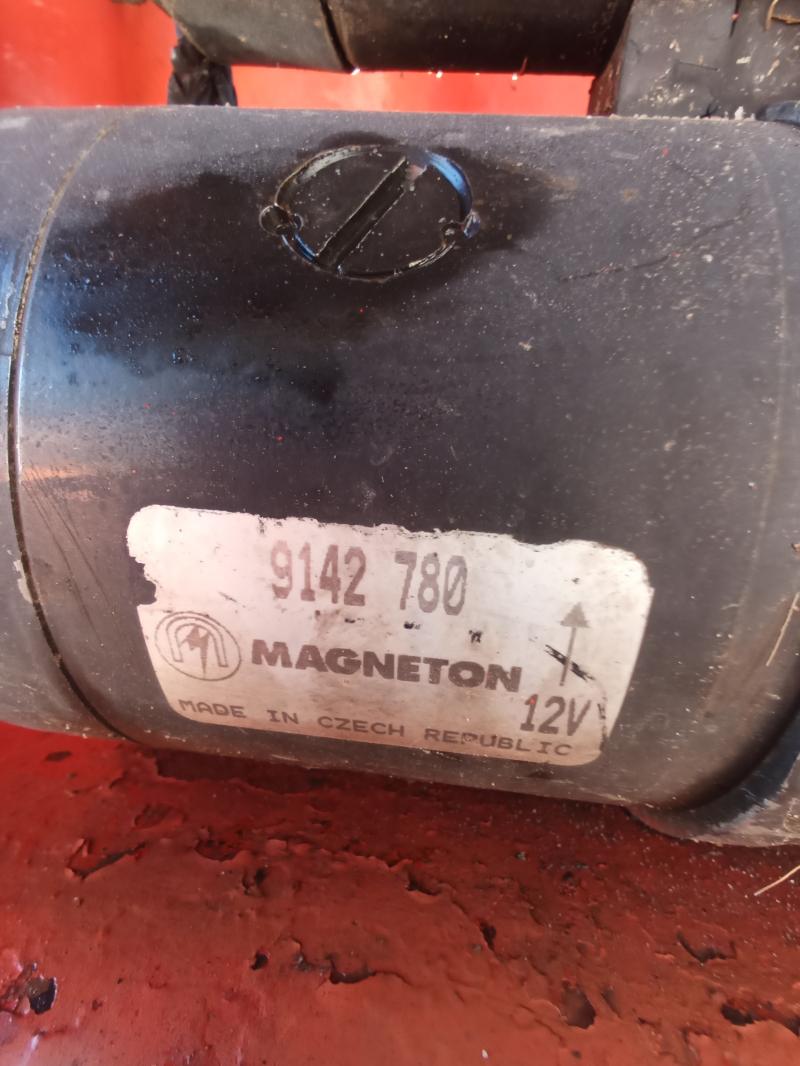 9142 780
MAGNETON
12V
MADE IN CZECH REPUBLIC